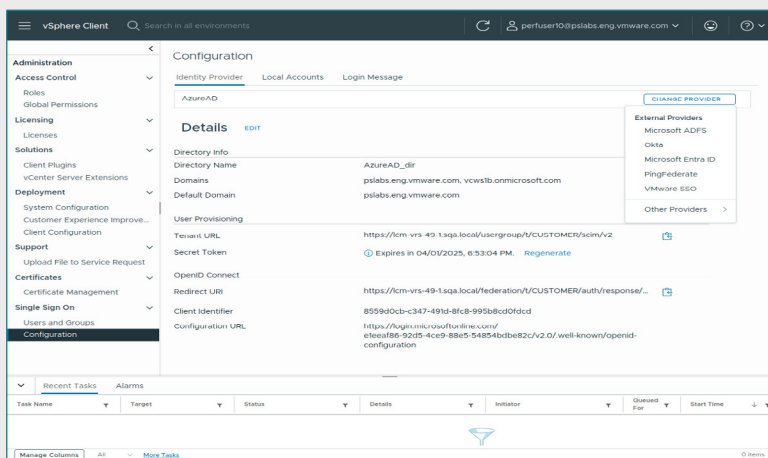 vSphere Client
Search in all environments
perfuser10@pslabs.eng.vmware.com
Administration
Access Control
Roles
Global Permissions
Licensing
Licenses
Solutions
Client Plugins
vCenter Server Extensions
Deployment
System Configuration
Customer Experience Improve...
Client Configuration
Support
Upload File to Service Request
Certificates
Certificate Management
Single Sign On
Users and Groups
Configuration
Configuration
Identity Provider Local Accounts Login Message
AzureAD
CHANGE PROVIDER
External Providers
Microsoft ADFS
Okta
Microsoft Entra ID
PingFederate
VMware SSO
Other Providers
Details EDIT
Directory Info
Directory Name AzureAD_dir
Domains pslabs.eng.vmware.com, vcws1b.onmicrosoft.com
Default Domain pslabs.eng.vmware.com
User Provisioning
Tenant URL https://lcm-vrs-49-1.sqa.local/usergroup/t/CUSTOMER/scim/v2
Secret Token Expires in 04/01/2025, 6:53:04 PM. Regenerate
OpenID Connect
Redirect URI https://lcm-vrs-49-1.sqa.local/federation/t/CUSTOMER/auth/response/...
Client Identifier 8559d0cb-c347-491d-8fc8-995b8cd0fdcd
Configuration URL https://login.microsoftonline.com/
e1eeaf86-92d5-4ce9-88e5-54854bdbe82c/v2.0/.well-known/openid-
configuration
Recent Tasks Alarms
Task Name Target Status Details Initiator Queued For Start Time
Manage Columns All More Tasks 0 items